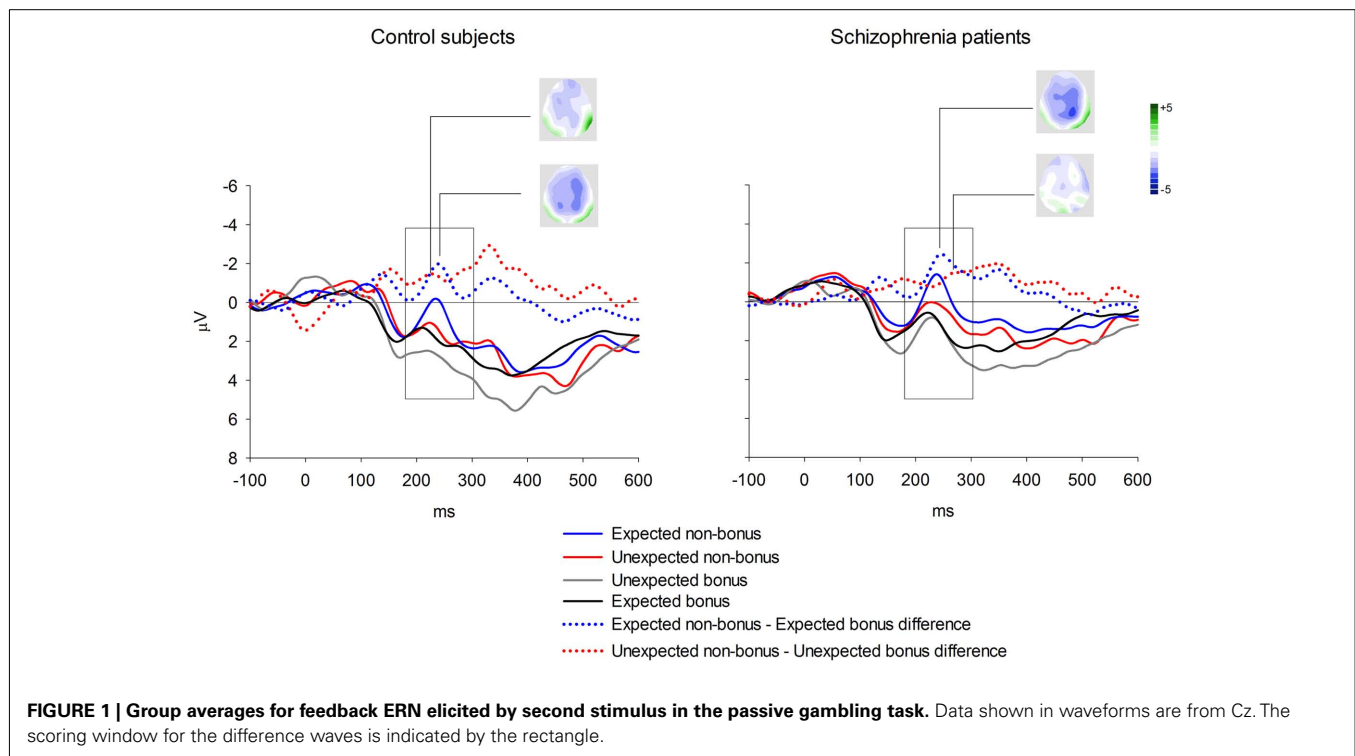 Control subjects
Schizophrenia patients
+5
-5
-6
-4
-2
0
2
4
6
8
μV
-100 0 100 200 300 400 500 600
-100 0 100 200 300 400 500 600
ms
ms
Expected non-bonus
Unexpected non-bonus
Unexpected bonus
Expected bonus
Expected non-bonus - Expected bonus difference
Unexpected non-bonus - Unexpected bonus difference
FIGURE 1 | Group averages for feedback ERN elicited by second stimulus in the passive gambling task. Data shown in waveforms are from Cz. The
scoring window for the difference waves is indicated by the rectangle.